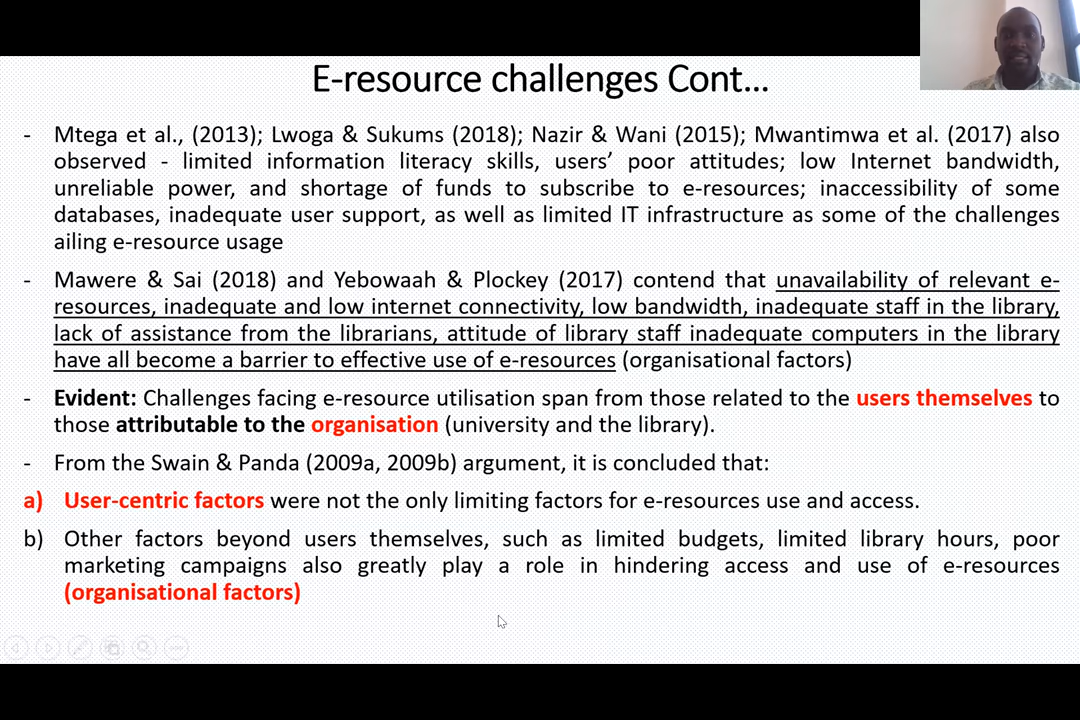 E-resource challenges Cont…
- Mtega et al., (2013); Lwoga & Sukums (2018); Nazir & Wani (2015); Mwantimwa et al. (2017) also
observed - limited information literacy skills, users’ poor attitudes; low Internet bandwidth,
unreliable power, and shortage of funds to subscribe to e-resources; inaccessibility of some
databases, inadequate user support, as well as limited IT infrastructure as some of the challenges
ailing e-resource usage
- Mawere & Sai (2018) and Yebowaah & Plockey (2017) contend that unavailability of relevant e-
resources, inadequate and low internet connectivity, low bandwidth, inadequate staff in the library,
lack of assistance from the librarians, attitude of library staff inadequate computers in the library
have all become a barrier to effective use of e-resources (organisational factors)
- Evident: Challenges facing e-resource utilisation span from those related to the users themselves to
those attributable to the organisation (university and the library).
- From the Swain & Panda (2009a, 2009b) argument, it is concluded that:
a) User-centric factors were not the only limiting factors for e-resources use and access.
b) Other factors beyond users themselves, such as limited budgets, limited library hours, poor
marketing campaigns also greatly play a role in hindering access and use of e-resources
(organisational factors)